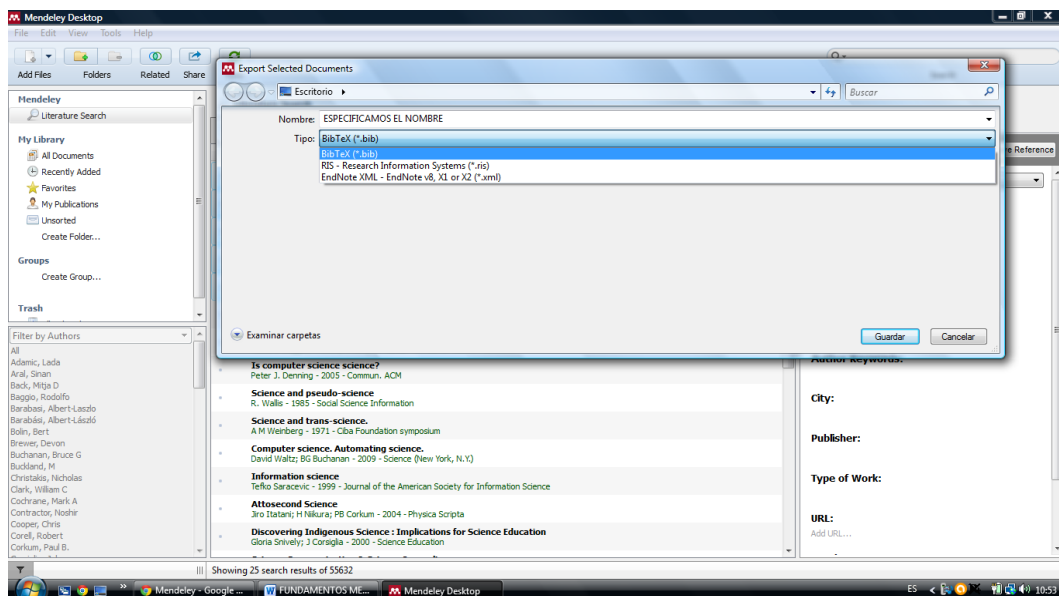 Mendeley Desktop
File Edit View Tools Help
Add Files Folders Related Share
Export Selected Documents
Escritorio
Buscar
Nombre: ESPECIFICAMOS EL NOMBRE
Tipo: BibTeX (*.bib)
BibTeX (*.bib)
RIS - Research Information Systems (*.ris)
EndNote XML - EndNote v8, X1 or X2 (*.xml)
Examinar carpetas
Guardar Cancelar
e Reference
Mendeley
Literature Search
My Library
All Documents
Recently Added
Favorites
My Publications
Unsorted
Create Folder...
Groups
Create Group...
Trash
Filter by Authors
All
Adamic, Lada
Aral, Sinan
Back, Mitja D
Baggio, Rodolfo
Barabasi, Albert-Laszlo
Barabási, Albert-László
Bolin, Bert
Brewer, Devon
Buchanan, Bruce G
Buckland, M
Christakis, Nicholas
Clark, William C
Cochrane, Mark A
Contractor, Noshir
Cooper, Chris
Corell, Robert
Corkum, Paul B.
Is computer science science?
Peter J. Denning - 2005 - Commun. ACM
Science and pseudo-science
R. Wallis - 1985 - Social Science Information
Science and trans-science.
A M Weinberg - 1971 - Ciba Foundation symposium
Computer science. Automating science.
David Waltz; BG Buchanan - 2009 - Science (New York, N.Y.)
Information science
Tefko Saracevic - 1999 - Journal of the American Society for Information Science
Attosecond Science
Jiro Itatani; H Niikura; PB Corkum - 2004 - Physica Scripta
Discovering Indigenous Science : Implications for Science Education
Gloria Snively; J Corsiglia - 2000 - Science Education
Author Keywords:
City:
Publisher:
Type of Work:
URL:
Add URL...
Showing 25 search results of 55632
Mendeley - Google ... FUNDAMENTOS ME... Mendeley Desktop ES 10:53